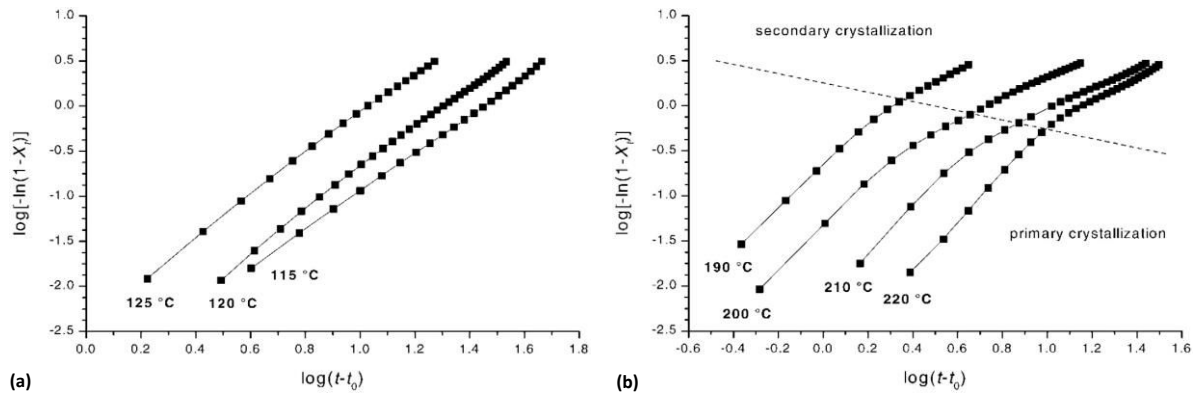 1.0
0.5
0.0
-0.5
-1.0
-1.5
-2.0
-2.5
log[-ln(1-Xt)]
125 °C
120 °C
115 °C
0.0 0.2 0.4 0.6 0.8 1.0 1.2 1.4 1.6 1.8
log(t-t0)
(a)
1.0
0.5
0.0
-0.5
-1.0
-1.5
-2.0
-2.5
log[-ln(1-Xt)]
secondary crystallization
primary crystallization
190 °C
200 °C
210 °C
220 °C
-0.6 -0.4 -0.2 0.0 0.2 0.4 0.6 0.8 1.0 1.2 1.4 1.6
log(t-t0)
(b)